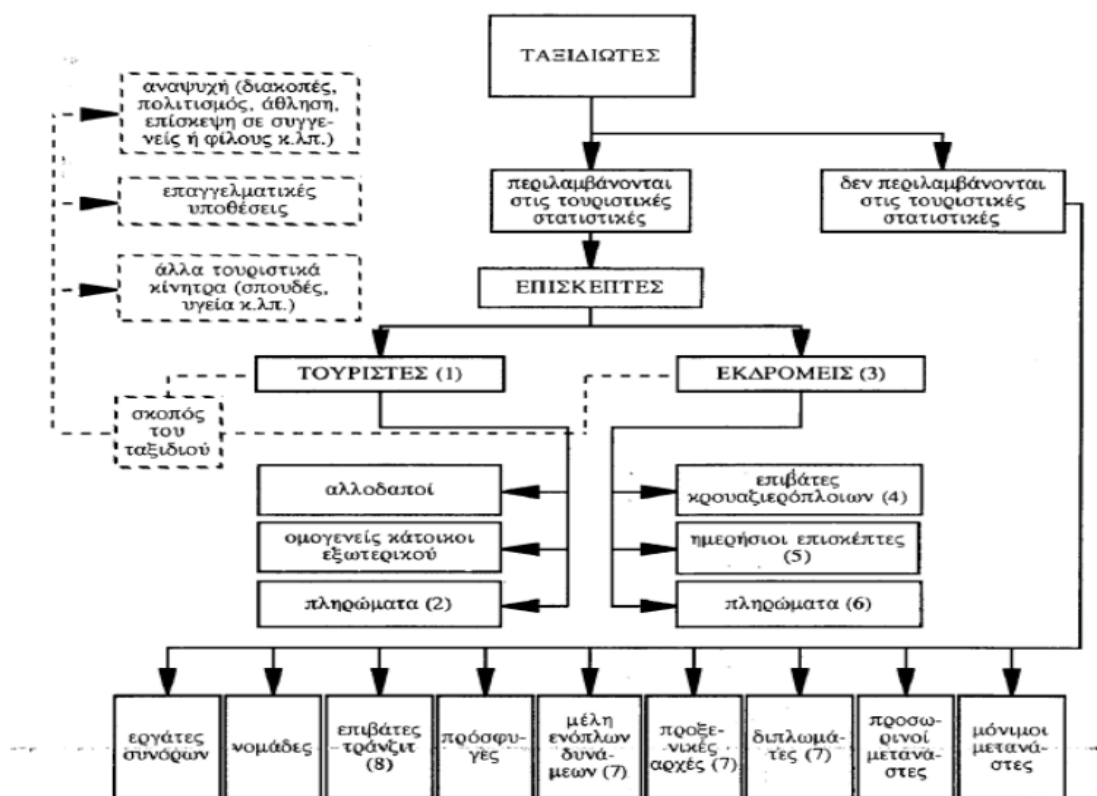 ΤΑΞΙΔΙΩΤΕΣ
αναψυχή (διακοπές,
πολιτισμός, άθληση,
επίσκεψη σε συγγε-
νείς ή φίλους κ.λπ.)
επαγγελματικές
υποθέσεις
άλλα τουριστικά
κίνητρα (σπουδές,
υγεία κ.λπ.)
περιλαμβάνονται
στις τουριστικές
στατιστικές
δεν περιλαμβάνονται
στις τουριστικές
στατιστικές
ΕΠΙΣΚΕΠΤΕΣ
ΤΟΥΡΙΣΤΕΣ (1)
ΕΚΔΡΟΜΕΙΣ (3)
σκοπός
του
ταξιδιού
αλλοδαποί
ομογενείς κάτοικοι
εξωτερικού
πληρώματα (2)
επιβάτες
κρουαζιερόπλοιων (4)
ημερήσιοι επισκέπτες
(5)
πληρώματα (6)
εργάτες
συνόρων
νομάδες
επιβάτες
τράνζιτ
(8)
πρόσφυ-
γες
μέλη
ενόπλων
δυνά-
μεων (7)
προξε-
νικές
αρχές (7)
διπλωμά-
τες (7)
προσω-
ρινοί
μετανά-
στες
μόνιμοι
μετανά-
στες